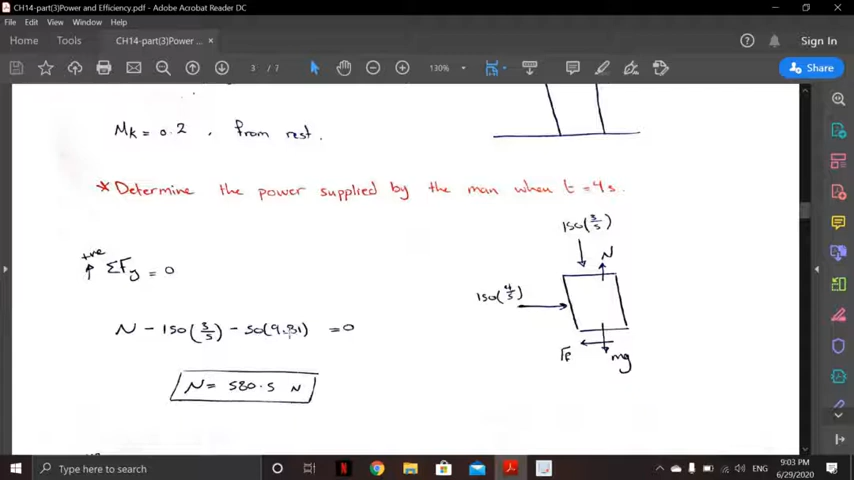 CH14-part(3)Power and Efficiency.pdf - Adobe Acrobat Reader DC
File Edit View Window Help
Home Tools CH14-part(3)Power ... × Sign In
3 / 7 130% Share
Mk = 0.2 , from rest.
* Determine the power supplied by the man when t = 4s.
150(3/5)
+ve
↑ ΣFy = 0
N
150(4/5)
N - 150(3/5) - 50(9.81) = 0
Ff
mg
N = 580.5 N
Type here to search
ENG
9:03 PM
6/29/2020